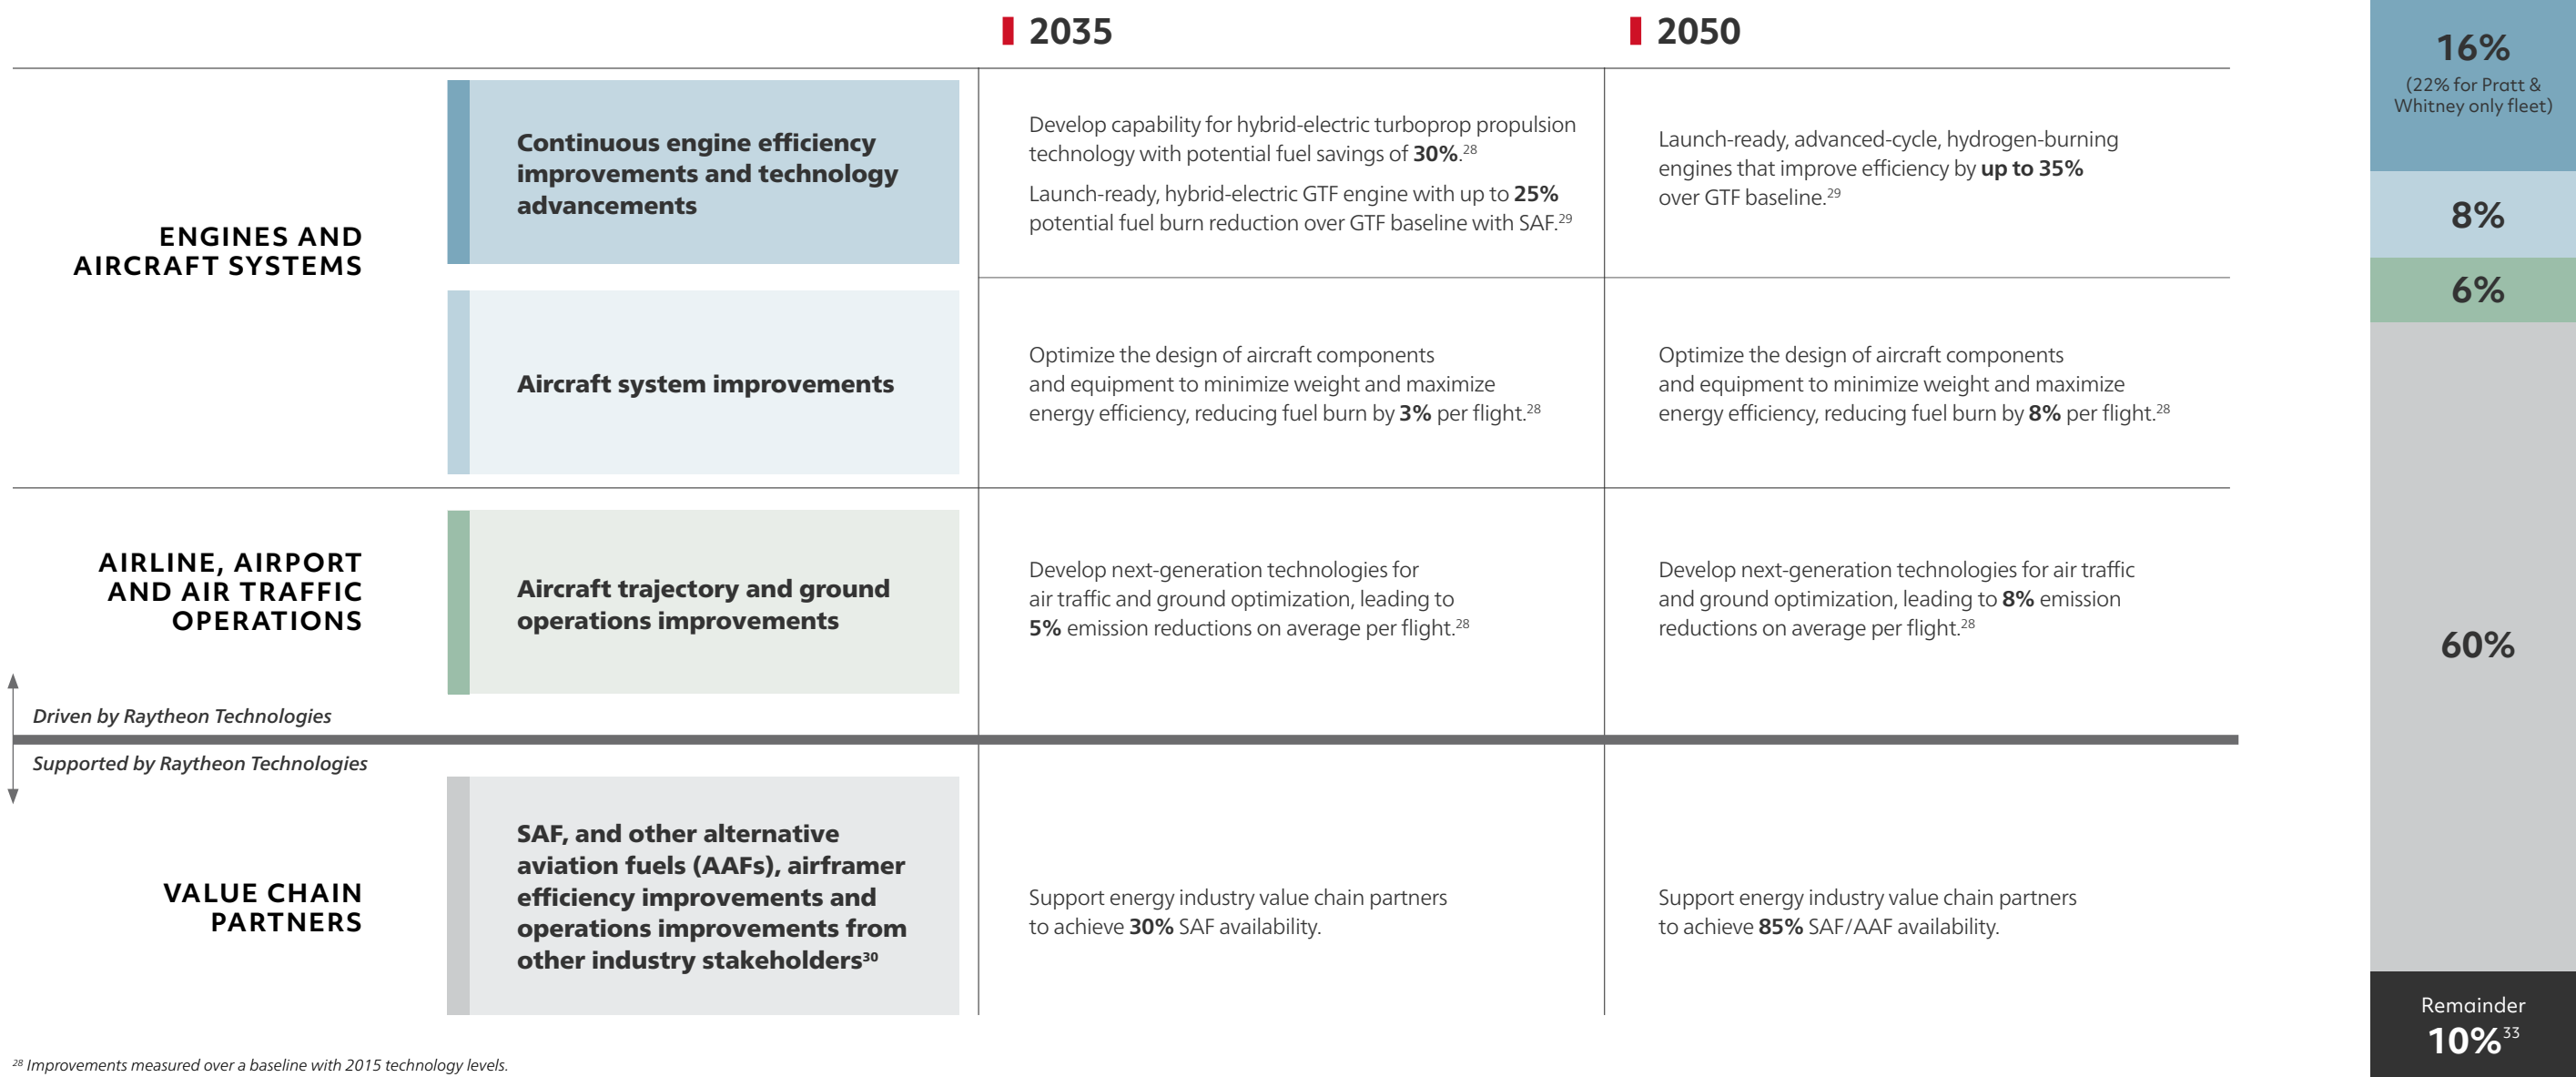 2035
2050
ENGINES AND
AIRCRAFT SYSTEMS
Continuous engine efficiency
improvements and technology
advancements
Develop capability for hybrid-electric turboprop propulsion
technology with potential fuel savings of 30%.28
Launch-ready, hybrid-electric GTF engine with up to 25%
potential fuel burn reduction over GTF baseline with SAF.29
Launch-ready, advanced-cycle, hydrogen-burning
engines that improve efficiency by up to 35%
over GTF baseline.29
Aircraft system improvements
Optimize the design of aircraft components
and equipment to minimize weight and maximize
energy efficiency, reducing fuel burn by 3% per flight.28
Optimize the design of aircraft components
and equipment to minimize weight and maximize
energy efficiency, reducing fuel burn by 8% per flight.28
AIRLINE, AIRPORT
AND AIR TRAFFIC
OPERATIONS
Aircraft trajectory and ground
operations improvements
Develop next-generation technologies for
air traffic and ground optimization, leading to
5% emission reductions on average per flight.28
Develop next-generation technologies for air traffic
and ground optimization, leading to 8% emission
reductions on average per flight.28
Driven by Raytheon Technologies
Supported by Raytheon Technologies
VALUE CHAIN
PARTNERS
SAF, and other alternative
aviation fuels (AAFs), airframer
efficiency improvements and
operations improvements from
other industry stakeholders30
Support energy industry value chain partners
to achieve 30% SAF availability.
Support energy industry value chain partners
to achieve 85% SAF/AAF availability.
28 Improvements measured over a baseline with 2015 technology levels.
16%
(22% for Pratt &
Whitney only fleet)
8%
6%
60%
Remainder
10%33